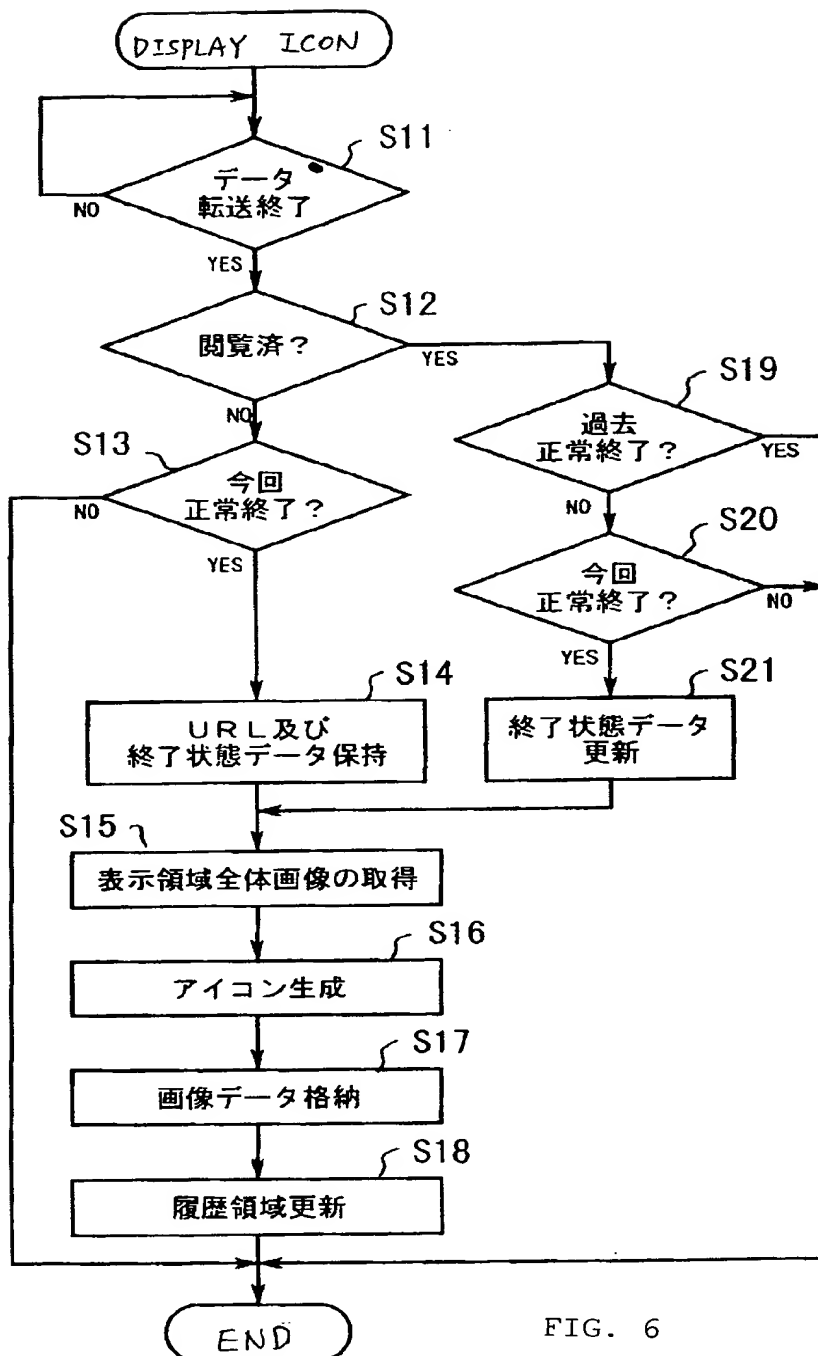 DISPLAY ICON
S11
データ
転送終了
NO
YES
S12
閲覧済？
YES
NO
S19
過去
正常終了？
YES
NO
S13
今回
正常終了？
NO
YES
S20
今回
正常終了？
NO
YES
S14
URL及び
終了状態データ保持
S21
終了状態データ
更新
S15
表示領域全体画像の取得
S16
アイコン生成
S17
画像データ格納
S18
履歴領域更新
END
FIG. 6